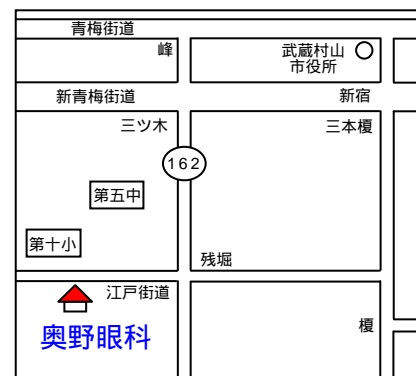 青梅街道
峰
武蔵村山
市役所
新青梅街道
新宿
三ツ木
三本榎
162
第五中
第十小
残堀
江戸街道
奥野眼科
榎